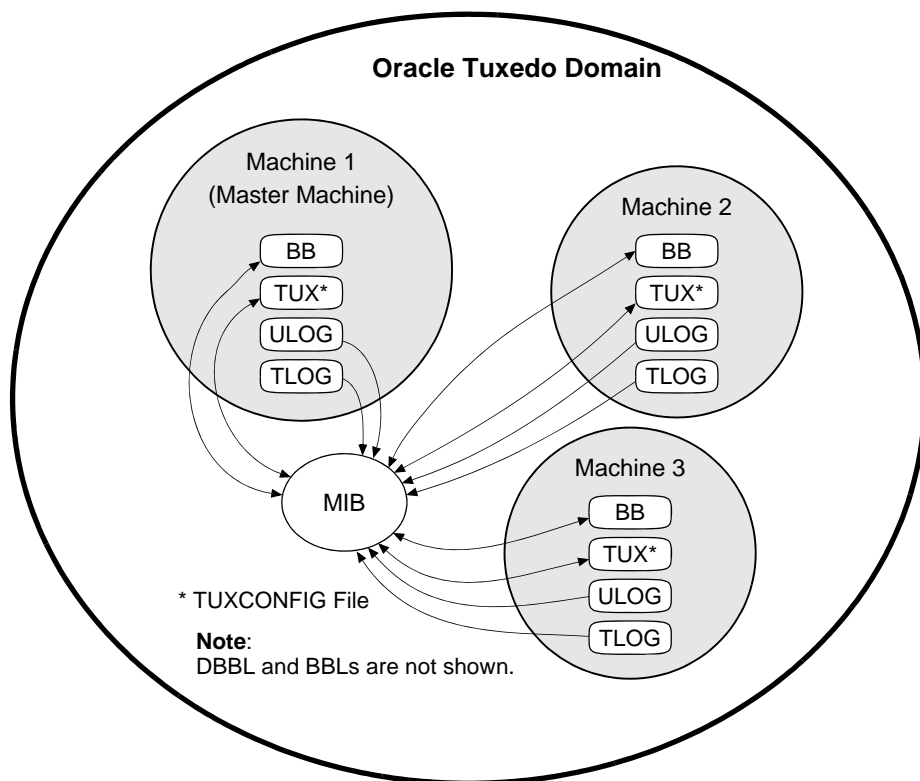 Oracle Tuxedo Domain
Machine 1
(Master Machine)
BB
TUX*
ULOG
TLOG
Machine 2
BB
TUX*
ULOG
TLOG
MIB
Machine 3
BB
TUX*
ULOG
TLOG
* TUXCONFIG File
Note:
DBBL and BBLs are not shown.